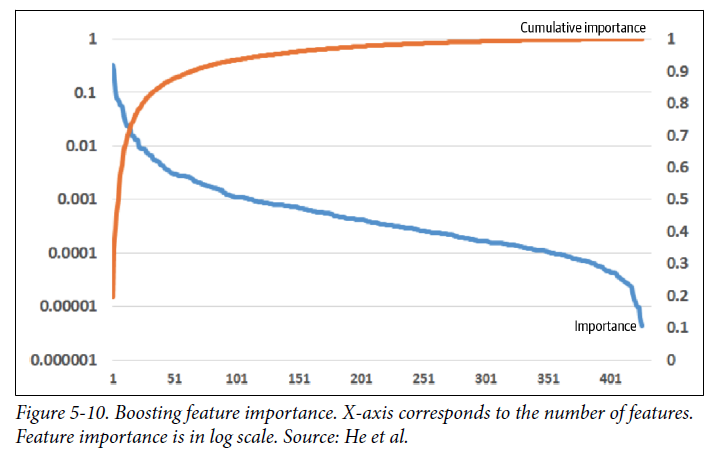 Cumulative importance
1 1
0.1 0.9
0.01 0.8
0.001 0.7
0.0001 0.6
0.00001 0.5
0.000001 0.4
0.3
0.2
0.1
0
Importance
1 51 101 151 201 251 301 351 401
Figure 5-10. Boosting feature importance. X-axis corresponds to the number of features.
Feature importance is in log scale. Source: He et al.